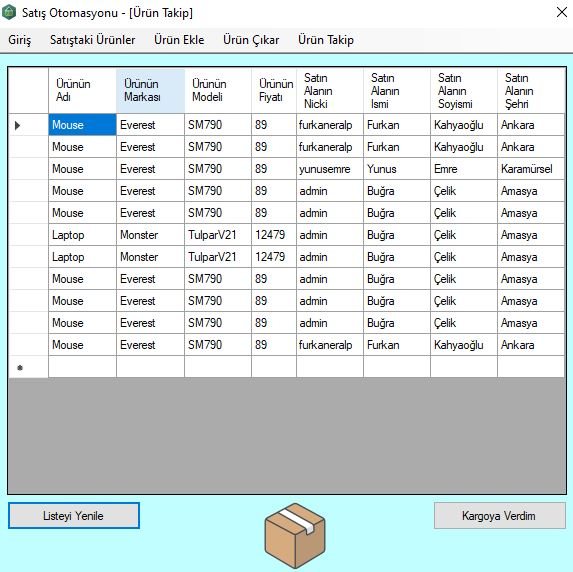 Satış Otomasyonu - [Ürün Takip]
Giriş Satıştaki Ürünler Ürün Ekle Ürün Çıkar Ürün Takip
Ürünün Adı Ürünün Markası Ürünün Modeli Ürünün Fiyatı Satın Alanın Nicki Satın Alanın Ismi Satın Alanın Soyismi Satın Alanın Şehri
Mouse Everest SM790 89 furkaneralp Furkan Kahyaoğlu Ankara
Mouse Everest SM790 89 furkaneralp Furkan Kahyaoğlu Ankara
Mouse Everest SM790 89 yunusemre Yunus Emre Karamürsel
Mouse Everest SM790 89 admin Buğra Çelik Amasya
Mouse Everest SM790 89 admin Buğra Çelik Amasya
Laptop Monster TulparV21 12479 admin Buğra Çelik Amasya
Laptop Monster TulparV21 12479 admin Buğra Çelik Amasya
Mouse Everest SM790 89 admin Buğra Çelik Amasya
Mouse Everest SM790 89 admin Buğra Çelik Amasya
Mouse Everest SM790 89 admin Buğra Çelik Amasya
Mouse Everest SM790 89 furkaneralp Furkan Kahyaoğlu Ankara
Listeyi Yenile Kargoya Verdim